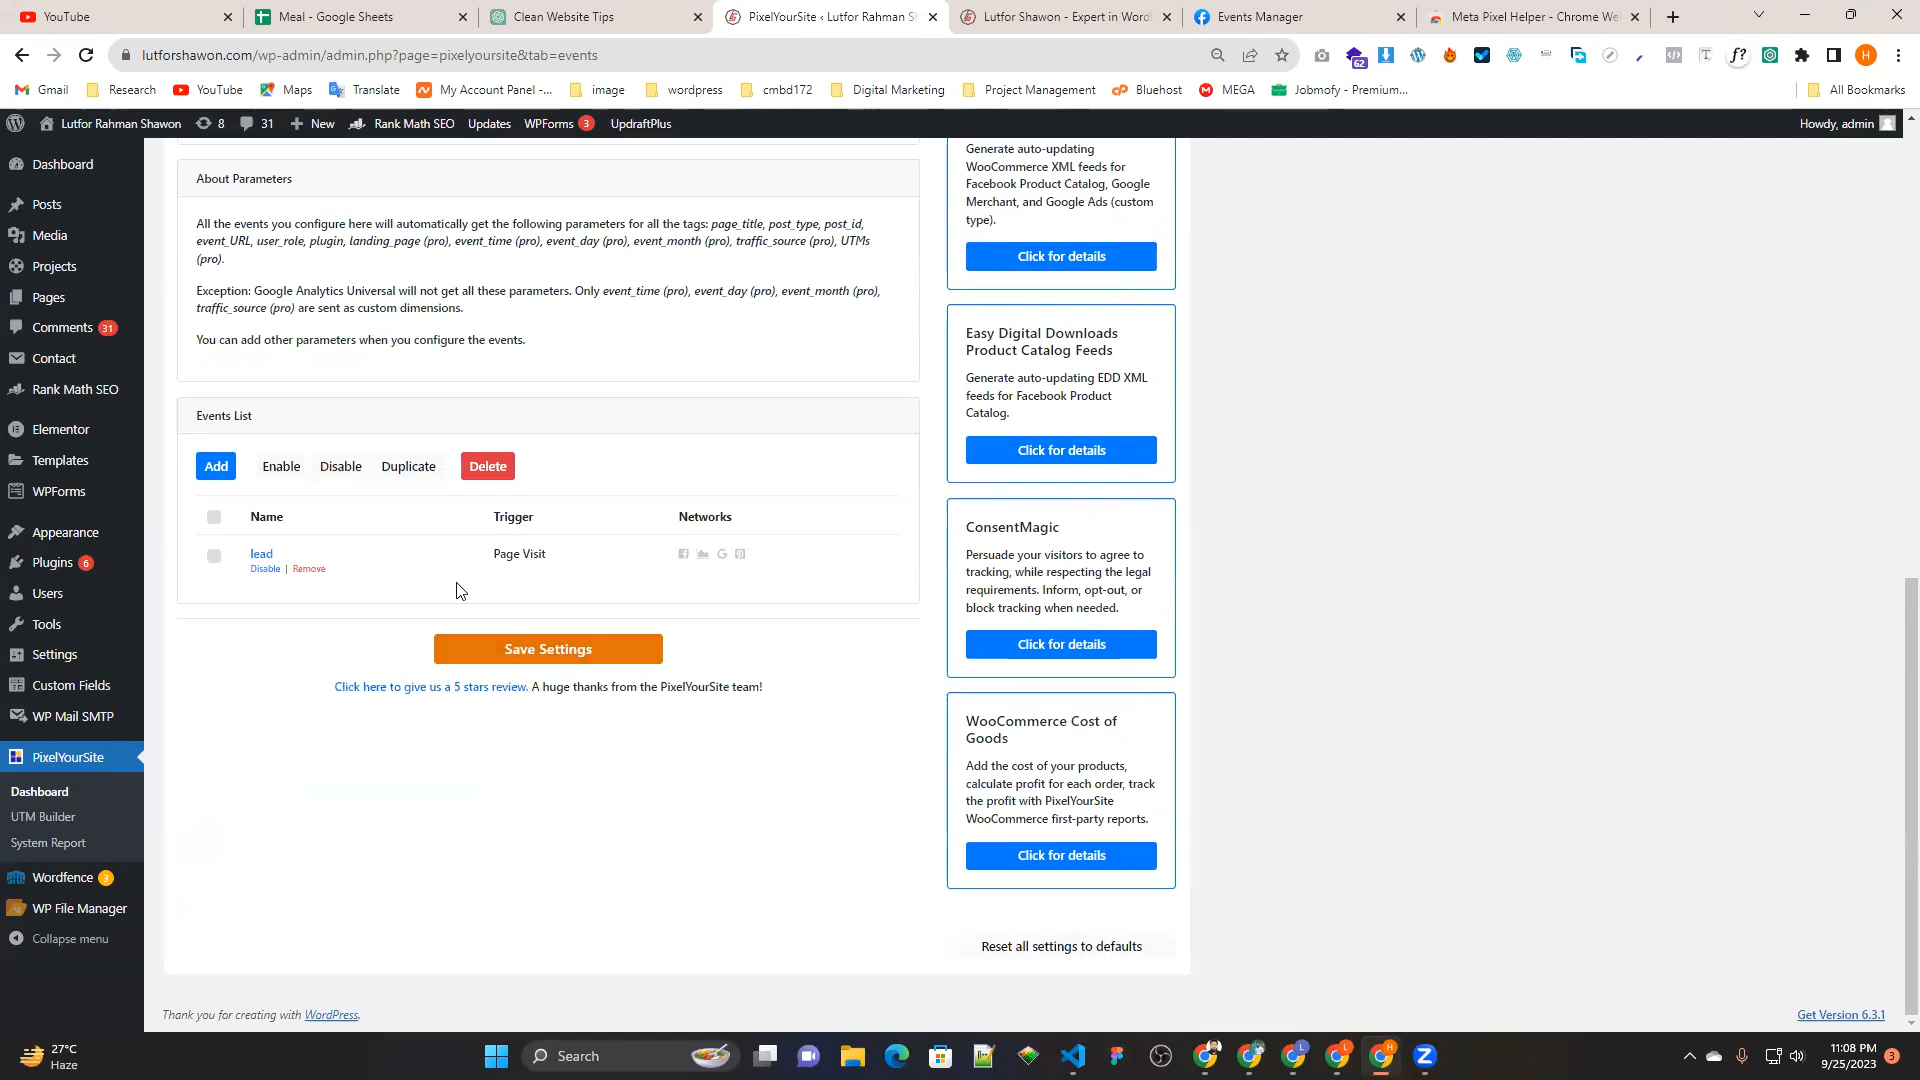 YouTube
Meal - Google Sheets
Clean Website Tips
PixelYourSite ‹ Lutfor Rahman S
Lutfor Shawon - Expert in Word
Events Manager
Meta Pixel Helper - Chrome We
lutforshawon.com/wp-admin/admin.php?page=pixelyoursite&tab=events
62
f?
H
Gmail
Research
YouTube
Maps
Translate
My Account Panel -...
image
wordpress
cmbd172
Digital Marketing
Project Management
Bluehost
MEGA
Jobmofy - Premium...
All Bookmarks
Lutfor Rahman Shawon
8
31
New
Rank Math SEO
Updates
WPForms 3
UpdraftPlus
Howdy, admin
Dashboard
Posts
Media
Projects
Pages
Comments 31
Contact
Rank Math SEO
Elementor
Templates
WPForms
Appearance
Plugins 6
Users
Tools
Settings
Custom Fields
WP Mail SMTP
PixelYourSite
Dashboard
UTM Builder
System Report
Wordfence 3
WP File Manager
Collapse menu
About Parameters
All the events you configure here will automatically get the following parameters for all the tags: page_title, post_type, post_id,
event_URL, user_role, plugin, landing_page (pro), event_time (pro), event_day (pro), event_month (pro), traffic_source (pro), UTMs
(pro).
Exception: Google Analytics Universal will not get all these parameters. Only event_time (pro), event_day (pro), event_month (pro),
traffic_source (pro) are sent as custom dimensions.
You can add other parameters when you configure the events.
Events List
Add
Enable
Disable
Duplicate
Delete
Name
Trigger
Networks
lead
Page Visit
Disable | Remove
Save Settings
Click here to give us a 5 stars review. A huge thanks from the PixelYourSite team!
Generate auto-updating
WooCommerce XML feeds for
Facebook Product Catalog, Google
Merchant, and Google Ads (custom
type).
Click for details
Easy Digital Downloads
Product Catalog Feeds
Generate auto-updating EDD XML
feeds for Facebook Product
Catalog.
Click for details
ConsentMagic
Persuade your visitors to agree to
tracking, while respecting the legal
requirements. Inform, opt-out, or
block tracking when needed.
Click for details
WooCommerce Cost of
Goods
Add the cost of your products,
calculate profit for each order, track
the profit with PixelYourSite
WooCommerce first-party reports.
Click for details
Reset all settings to defaults
Thank you for creating with WordPress.
Get Version 6.3.1
27°C
Haze
Search
11:08 PM
9/25/2023
3